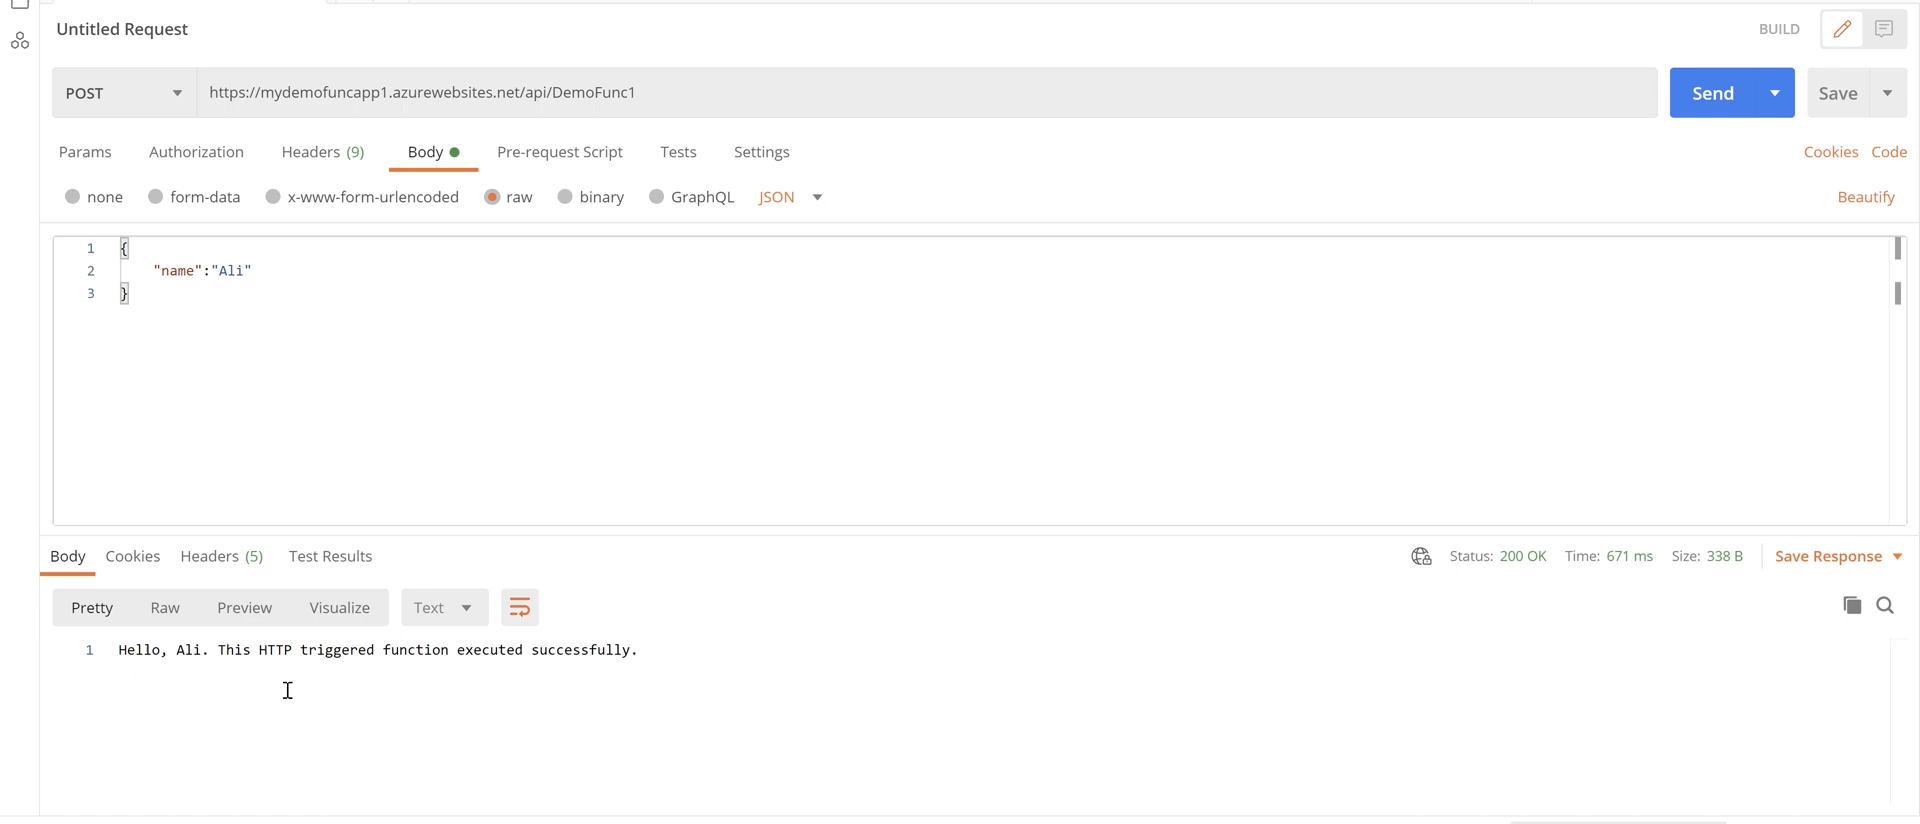 Untitled Request
BUILD
POST
https://mydemofuncapp1.azurewebsites.net/api/DemoFunc1
Send
Save
Params Authorization Headers (9) Body Pre-request Script Tests Settings
Cookies Code
none form-data x-www-form-urlencoded raw binary GraphQL JSON
Beautify
1 {
2 "name":"Ali"
3 }
Body Cookies Headers (5) Test Results
Status: 200 OK Time: 671 ms Size: 338 B Save Response
Pretty Raw Preview Visualize Text
1 Hello, Ali. This HTTP triggered function executed successfully.